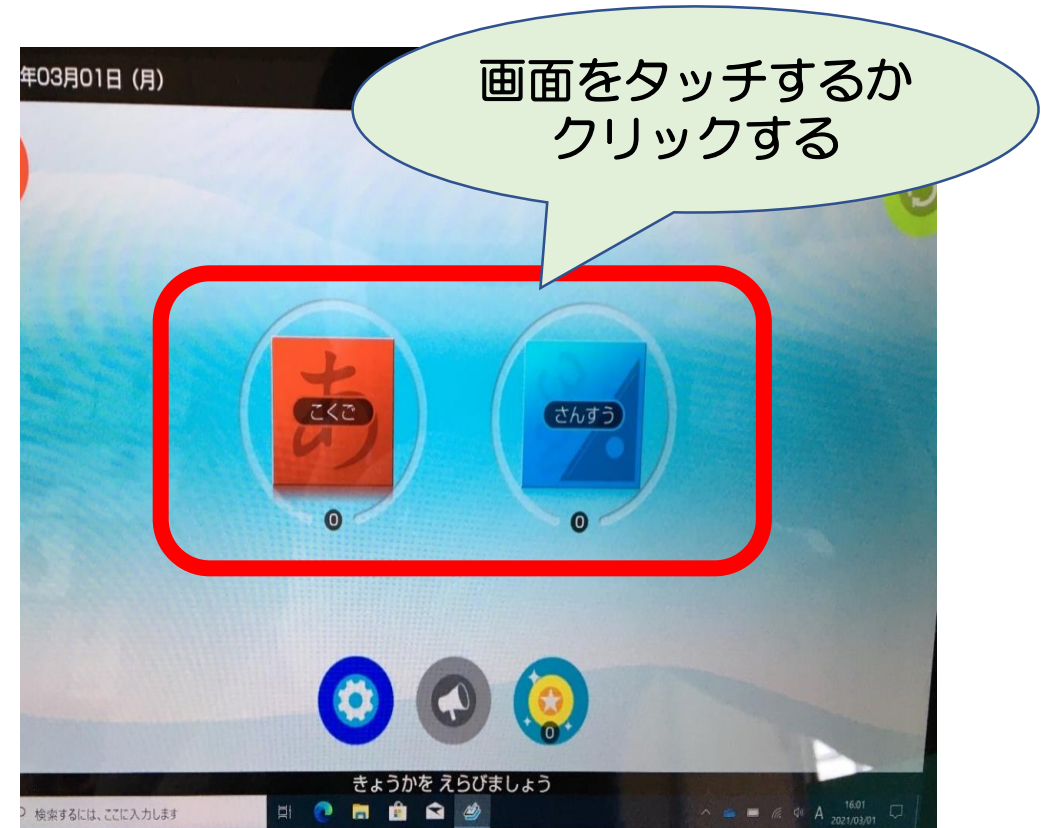 画面をタッチするか
クリックする
年03月01日（月）
あ
こくご
さんすう
0
0
0
きょうかを えらびましょう
検索するには、ここに入力します
A
16:01
2021/03/01